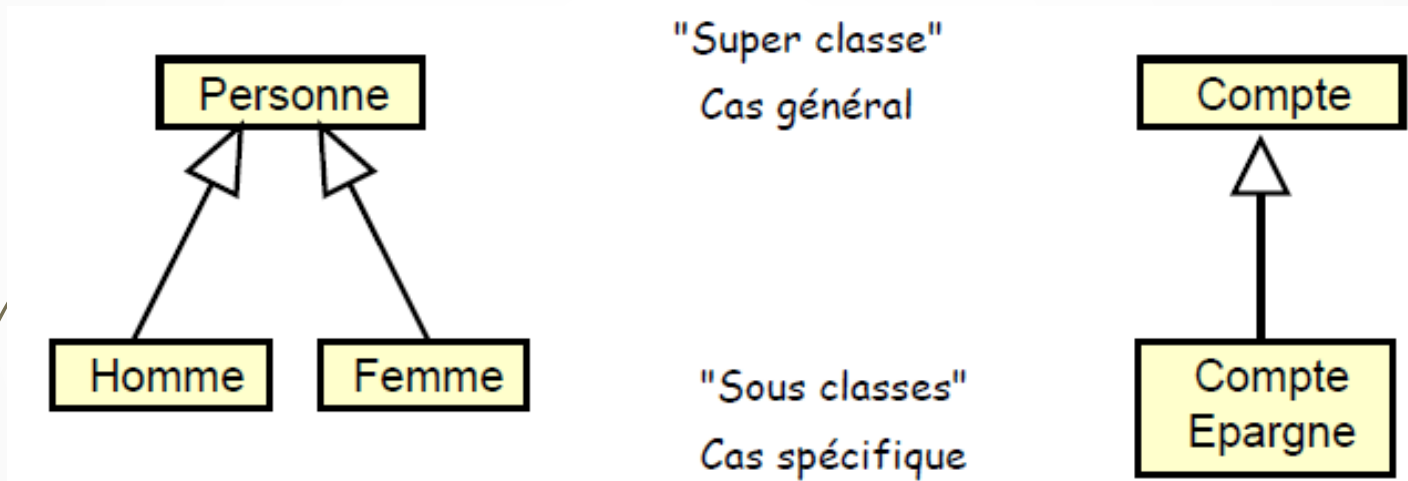 "Super classe"
Personne
Cas général
Compte
Homme
Femme
"Sous classes"
Cas spécifique
Compte
Epargne